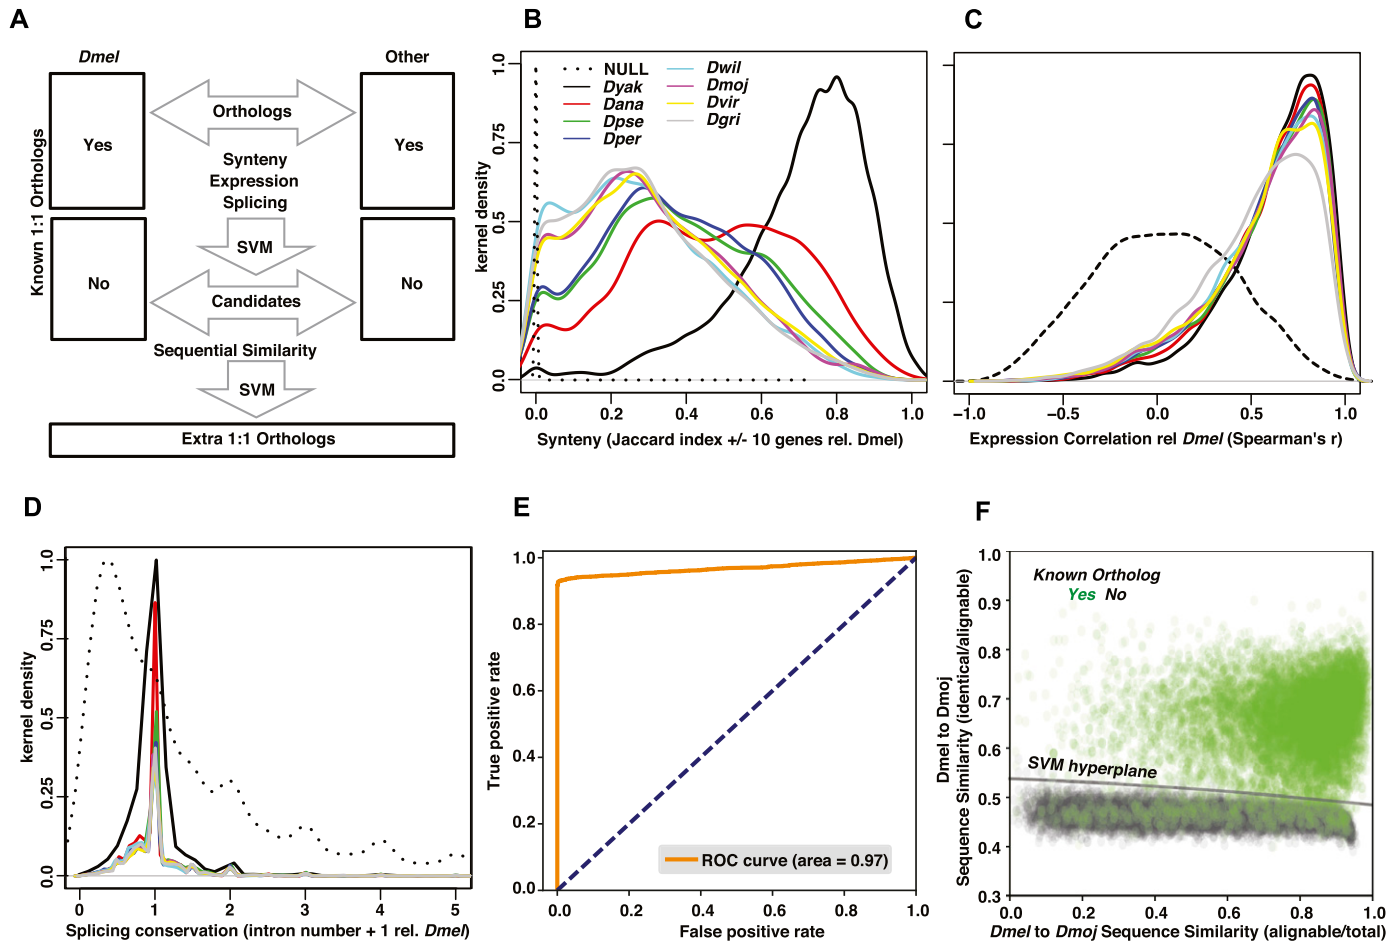 A
Dmel
Other
Known 1:1 Orthologs
Yes
Orthologs
Yes
Synteny
Expression
Splicing
SVM
No
Candidates
No
Sequential Similarity
SVM
Extra 1:1 Orthologs
B
kernel density
1.0
0.75
0.5
0.25
0.0
NULL
Dyak
Dana
Dpse
Dper
Dwil
Dmoj
Dvir
Dgri
0.0 0.2 0.4 0.6 0.8 1.0
Synteny (Jaccard index +/- 10 genes rel. Dmel)
C
−1.0 −0.5 0.0 0.5 1.0
Expression Correlation rel Dmel (Spearman's r)
D
kernel density
1.0
0.75
0.5
0.25
0.0
0 1 2 3 4 5
Splicing conservation (intron number + 1 rel. Dmel)
E
True positive rate
1.0
0.8
0.6
0.4
0.2
0.0
ROC curve (area = 0.97)
0.0 0.2 0.4 0.6 0.8 1.0
False positive rate
F
Dmel to Dmoj
Sequence Similarity (identical/alignable)
1.0
0.9
0.8
0.7
0.6
0.5
0.4
0.3
Known Ortholog
Yes No
SVM hyperplane
0.0 0.2 0.4 0.6 0.8 1.0
Dmel to Dmoj Sequence Similarity (alignable/total)